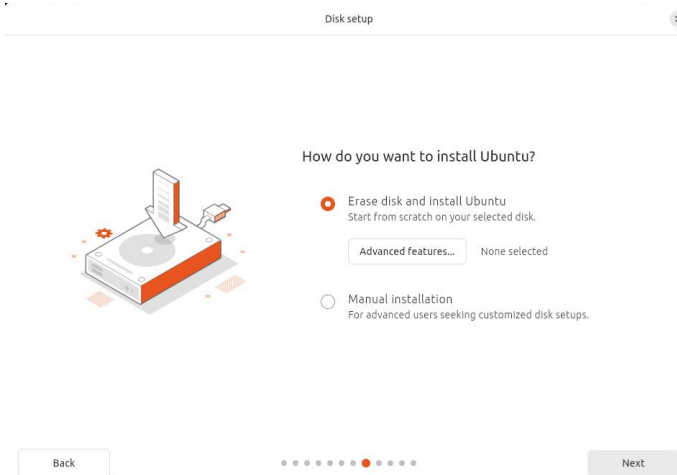 Disk setup
How do you want to install Ubuntu?
Erase disk and install Ubuntu
Start from scratch on your selected disk.
Advanced features... None selected
Manual installation
For advanced users seeking customized disk setups.
Back Next